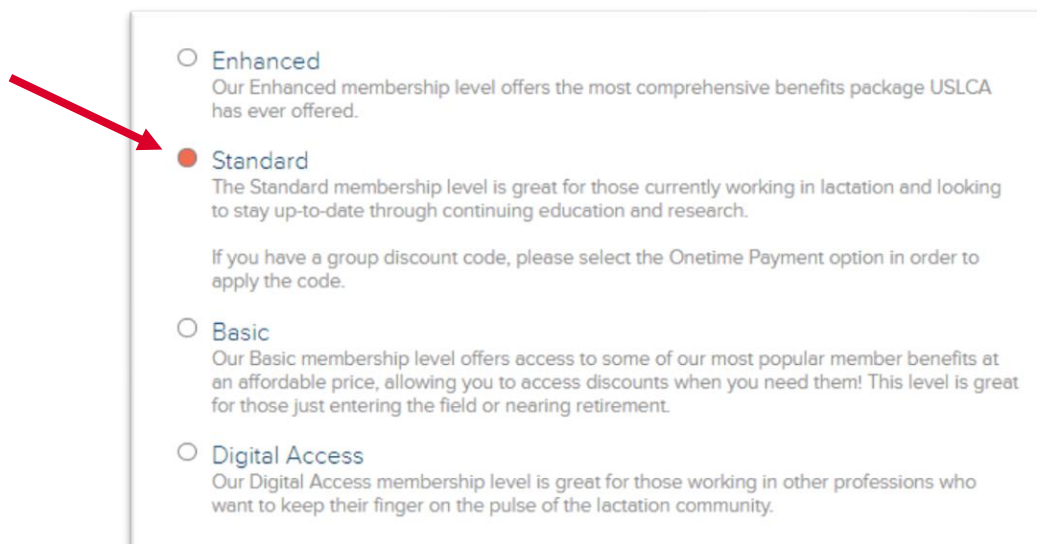 Enhanced
Our Enhanced membership level offers the most comprehensive benefits package USLCA
has ever offered.
Standard
The Standard membership level is great for those currently working in lactation and looking
to stay up-to-date through continuing education and research.
If you have a group discount code, please select the Onetime Payment option in order to
apply the code.
Basic
Our Basic membership level offers access to some of our most popular member benefits at
an affordable price, allowing you to access discounts when you need them! This level is great
for those just entering the field or nearing retirement.
Digital Access
Our Digital Access membership level is great for those working in other professions who
want to keep their finger on the pulse of the lactation community.